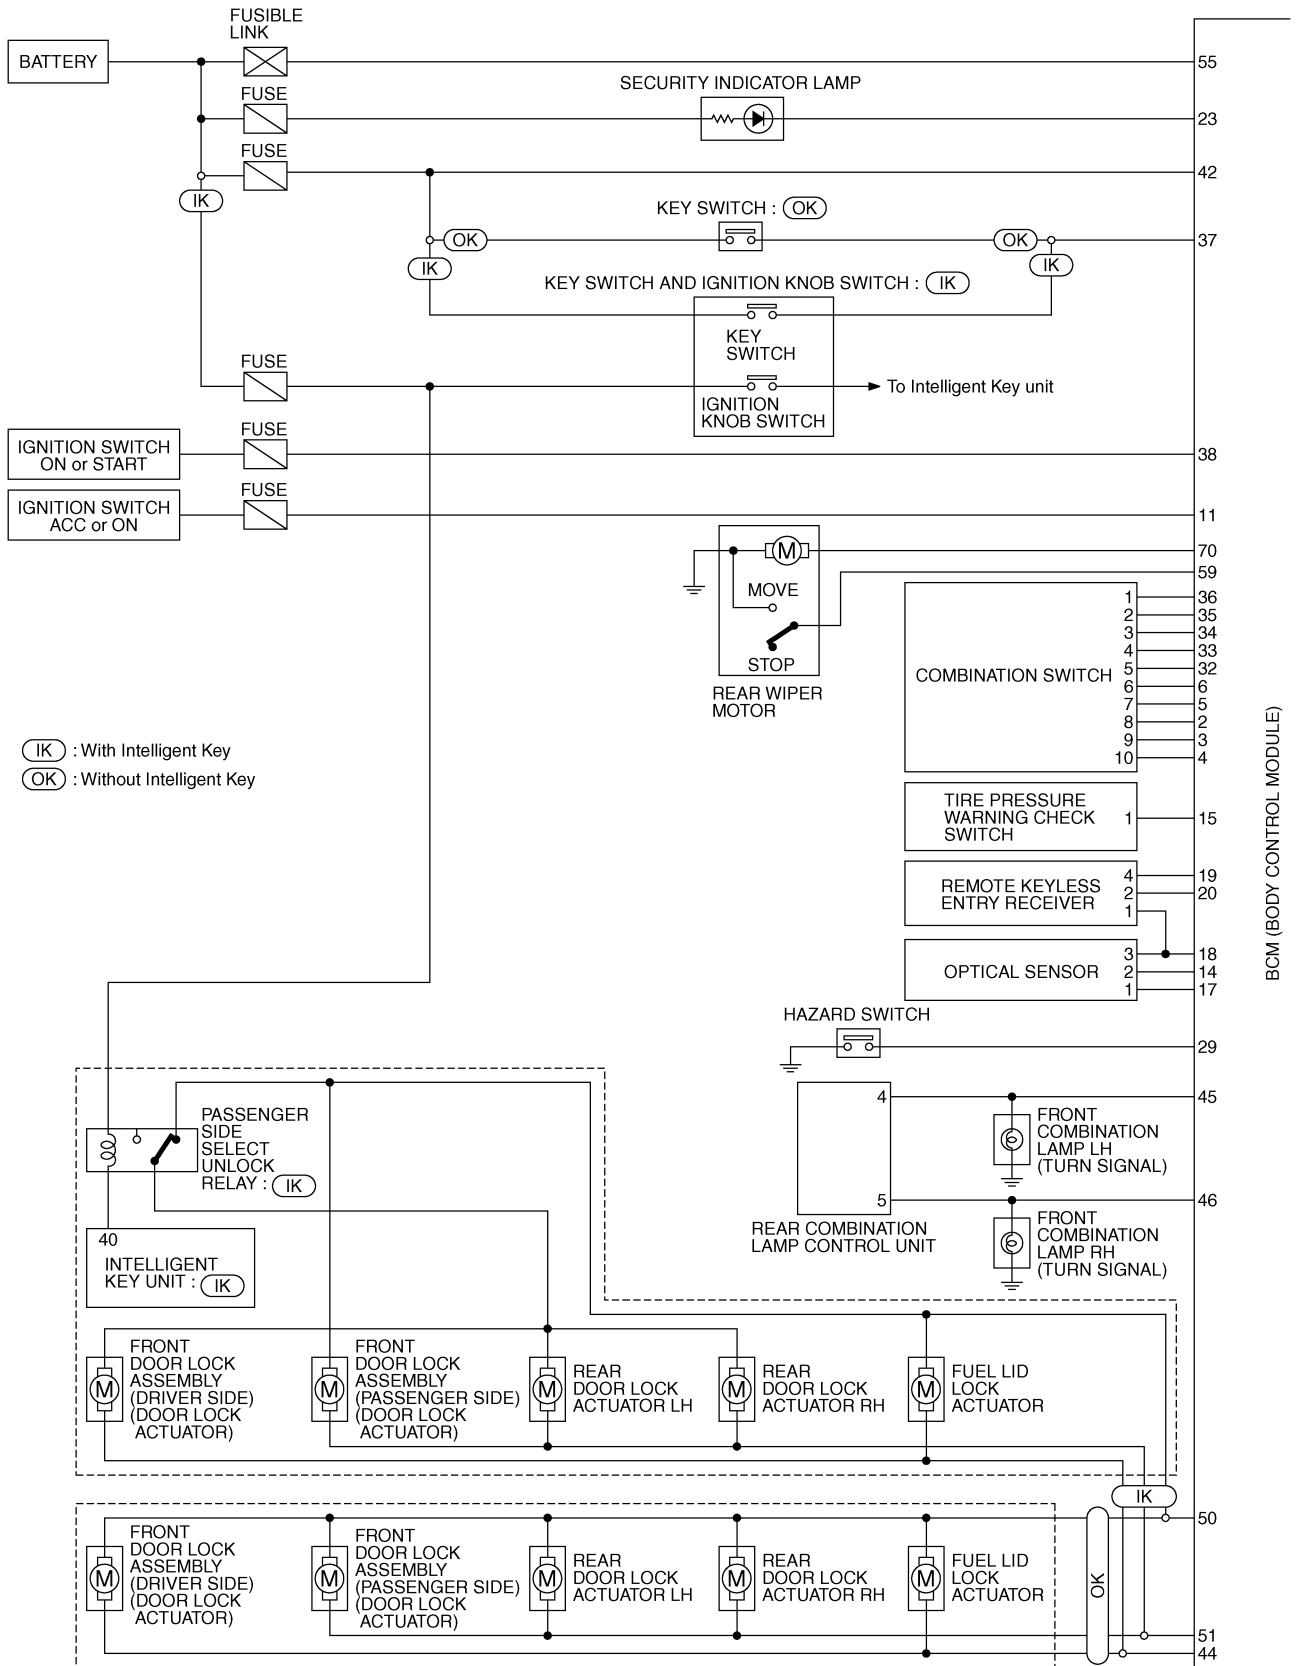 FUSIBLE
LINK
BATTERY
55
SECURITY INDICATOR LAMP
FUSE
23
FUSE
42
IK
KEY SWITCH : OK
OK
OK
37
IK
IK
KEY SWITCH AND IGNITION KNOB SWITCH : IK
KEY
SWITCH
FUSE
To Intelligent Key unit
IGNITION
KNOB SWITCH
FUSE
IGNITION SWITCH
ON or START
38
FUSE
IGNITION SWITCH
ACC or ON
11
M
70
59
MOVE
STOP
REAR WIPER
MOTOR
COMBINATION SWITCH
1 36
2 35
3 34
4 33
5 32
6 6
7 5
8 2
9 3
10 4
IK : With Intelligent Key
OK : Without Intelligent Key
BCM (BODY CONTROL MODULE)
TIRE PRESSURE
WARNING CHECK
SWITCH
1 15
REMOTE KEYLESS
ENTRY RECEIVER
4 19
2 20
1
OPTICAL SENSOR
3 18
2 14
1 17
HAZARD SWITCH
29
4
45
FRONT
COMBINATION
LAMP LH
(TURN SIGNAL)
5
46
FRONT
COMBINATION
LAMP RH
(TURN SIGNAL)
REAR COMBINATION
LAMP CONTROL UNIT
PASSENGER
SIDE
SELECT
UNLOCK
RELAY : IK
40
INTELLIGENT
KEY UNIT : IK
M
FRONT
DOOR LOCK
ASSEMBLY
(DRIVER SIDE)
(DOOR LOCK
ACTUATOR)
M
FRONT
DOOR LOCK
ASSEMBLY
(PASSENGER SIDE)
(DOOR LOCK
ACTUATOR)
M
REAR
DOOR LOCK
ACTUATOR LH
M
REAR
DOOR LOCK
ACTUATOR RH
M
FUEL LID
LOCK
ACTUATOR
IK
50
M
FRONT
DOOR LOCK
ASSEMBLY
(DRIVER SIDE)
(DOOR LOCK
ACTUATOR)
M
FRONT
DOOR LOCK
ASSEMBLY
(PASSENGER SIDE)
(DOOR LOCK
ACTUATOR)
M
REAR
DOOR LOCK
ACTUATOR LH
M
REAR
DOOR LOCK
ACTUATOR RH
M
FUEL LID
LOCK
ACTUATOR
OK
51
44